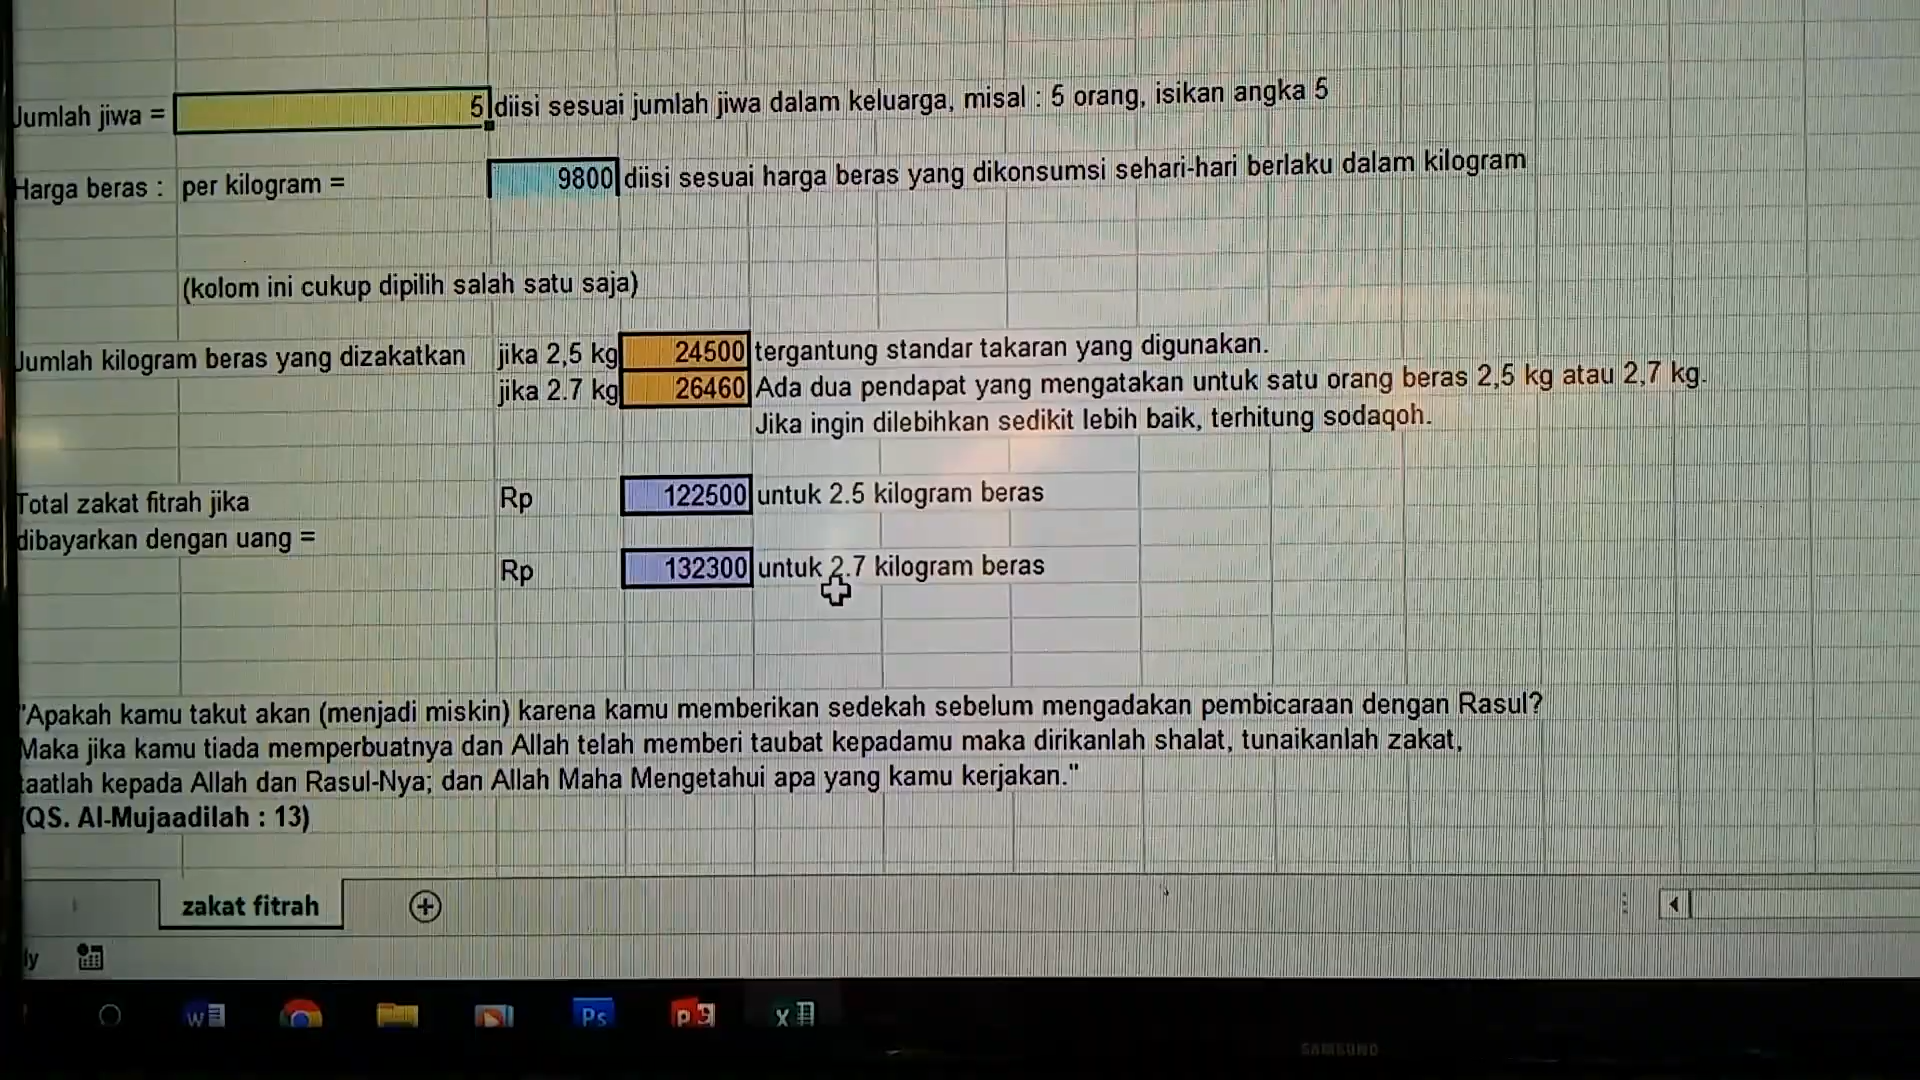 Jumlah jiwa = 5 diisi sesuai jumlah jiwa dalam keluarga, misal : 5 orang, isikan angka 5
Harga beras : per kilogram = 9800 diisi sesuai harga beras yang dikonsumsi sehari-hari berlaku dalam kilogram
(kolom ini cukup dipilih salah satu saja)
Jumlah kilogram beras yang dizakatkan jika 2,5 kg 24500 tergantung standar takaran yang digunakan.
jika 2.7 kg 26460 Ada dua pendapat yang mengatakan untuk satu orang beras 2,5 kg atau 2,7 kg.
Jika ingin dilebihkan sedikit lebih baik, terhitung sodaqoh.
Total zakat fitrah jika Rp 122500 untuk 2.5 kilogram beras
dibayarkan dengan uang =
Rp 132300 untuk 2.7 kilogram beras
"Apakah kamu takut akan (menjadi miskin) karena kamu memberikan sedekah sebelum mengadakan pembicaraan dengan Rasul?
Maka jika kamu tiada memperbuatnya dan Allah telah memberi taubat kepadamu maka dirikanlah shalat, tunaikanlah zakat,
taatlah kepada Allah dan Rasul-Nya; dan Allah Maha Mengetahui apa yang kamu kerjakan."
(QS. Al-Mujaadilah : 13)
zakat fitrah
Ps
SAMSUNG